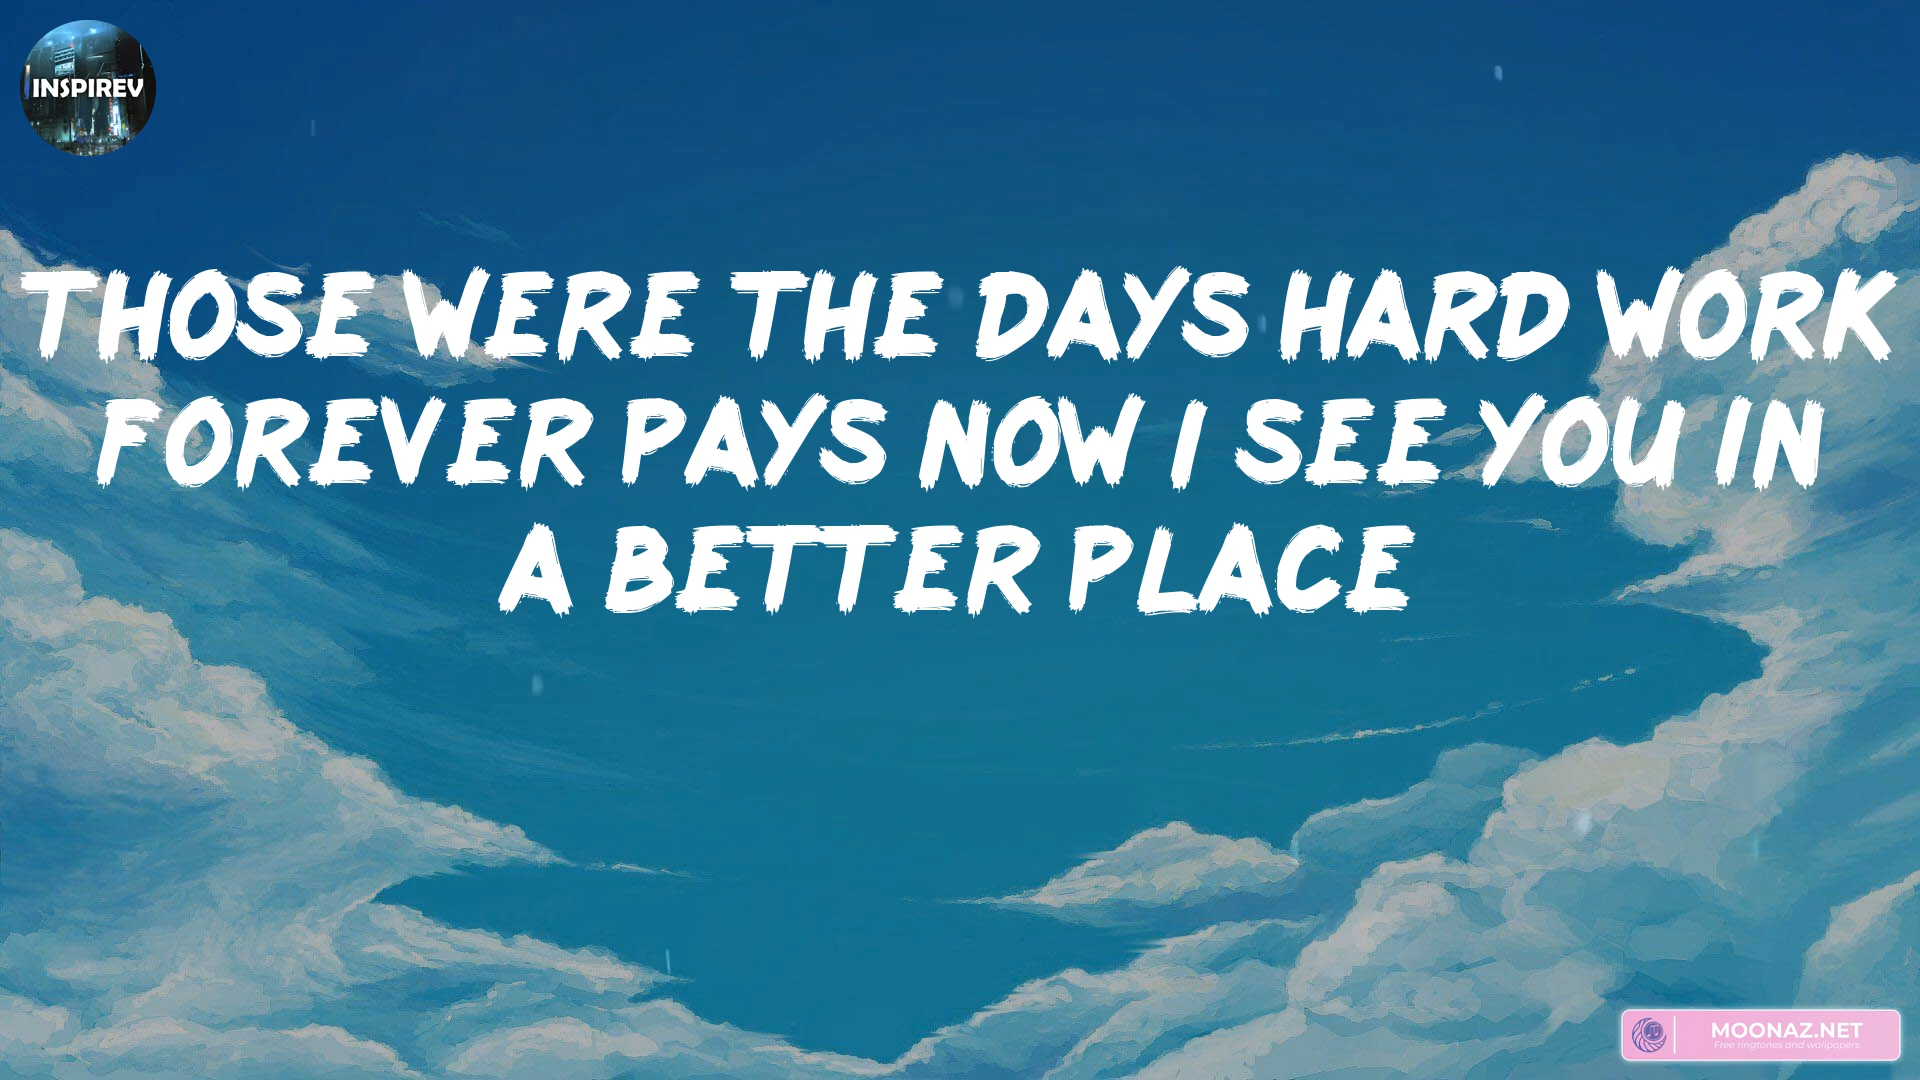 INSPIREV
THOSE WERE THE DAYS HARD WORK
FOREVER PAYS NOW I SEE YOU IN
A BETTER PLACE
MOONAZ.NET
Free ringtones and wallpapers